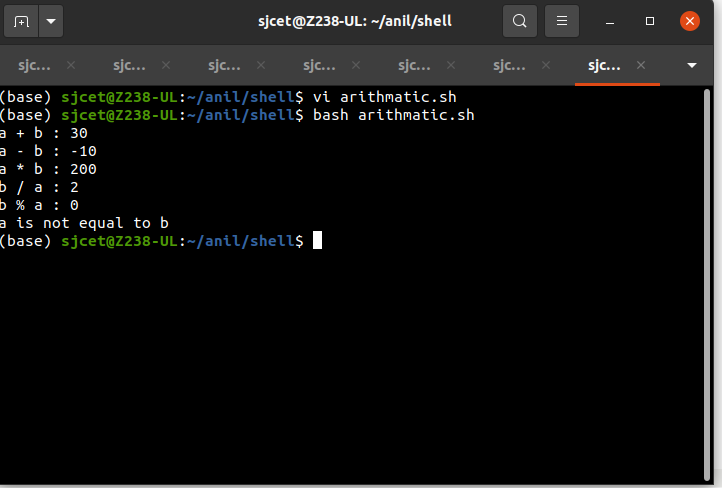 sjcet@Z238-UL: ~/anil/shell
sjc... sjc... sjc... sjc... sjc... sjc... sjc...
(base) sjcet@Z238-UL:~/anil/shell$ vi arithmatic.sh
(base) sjcet@Z238-UL:~/anil/shell$ bash arithmatic.sh
a + b : 30
a - b : -10
a * b : 200
b / a : 2
b % a : 0
a is not equal to b
(base) sjcet@Z238-UL:~/anil/shell$